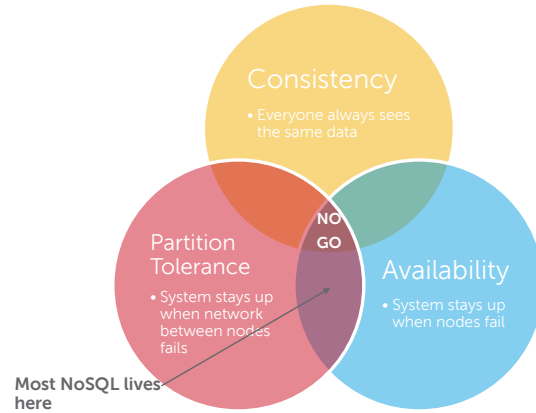 Consistency
• Everyone always sees
the same data
NO
GO
Partition
Tolerance
• System stays up
when network
between nodes
fails
Availability
• System stays up
when nodes fail
Most NoSQL lives
here